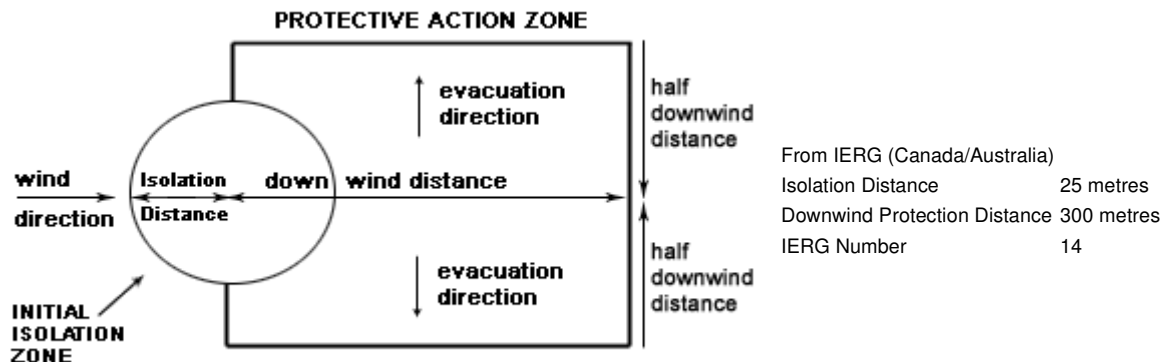 PROTECTIVE ACTION ZONE
evacuation
direction
half
downwind
distance
wind
direction
Isolation
Distance
down wind distance
evacuation
direction
half
downwind
distance
INITIAL
ISOLATION
ZONE
From IERG (Canada/Australia)
Isolation Distance 25 metres
Downwind Protection Distance 300 metres
IERG Number 14